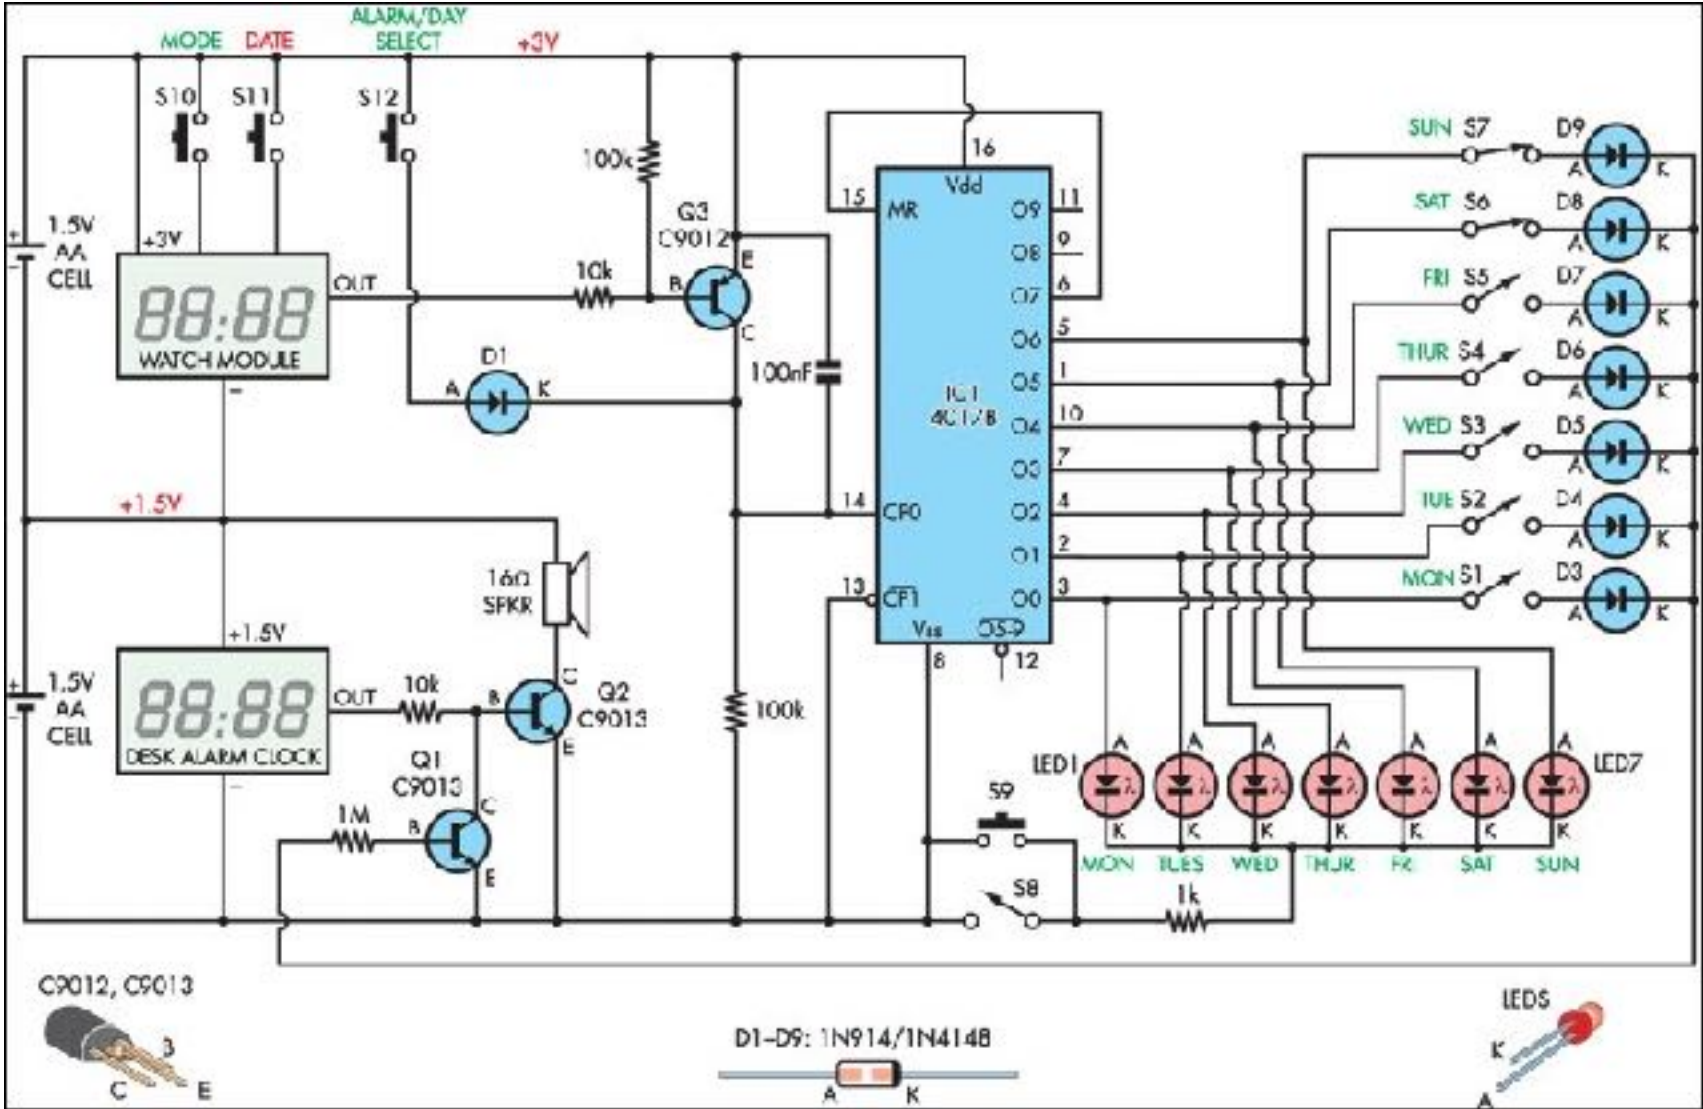 ALARM/DAY
MODE DATE SELECT +3V
S10 S11 S12
100k
16
Vdd
SUN S7 D9
A K
15 MR O9 11
SAT S6 D8
A K
Q3
C9012
O8 9
1.5V
AA
CELL
+
-
+3V
E
B
C
10k
OUT
88:88
WATCH MODULE
-
O7 6
FRI S5 D7
A K
O6 5
D1
A K
100nF
O5 1
THUR S4 D6
A K
IC1
4017B
O4 10
WED S3 D5
A K
O3 7
+1.5V
14 CP0
O2 4
TUE S2 D4
A K
O1 2
16Ω
SPKR
13 CP1
O0 3
MON S1 D3
A K
Vss
8
O5-9
12
+1.5V
+
-
1.5V
AA
CELL
88:88
DESK ALARM CLOCK
-
OUT
10k
C
B
E
Q2
C9013
100k
Q1
C9013
1M
B
C
E
LED1 A A A A A A A LED7
λ λ λ λ λ λ λ
K K K K K K K
MON TUES WED THUR FRI SAT SUN
S9
S8
1k
C9012, C9013
B
C E
D1–D9: 1N914/1N4148
A K
LEDS
K
A